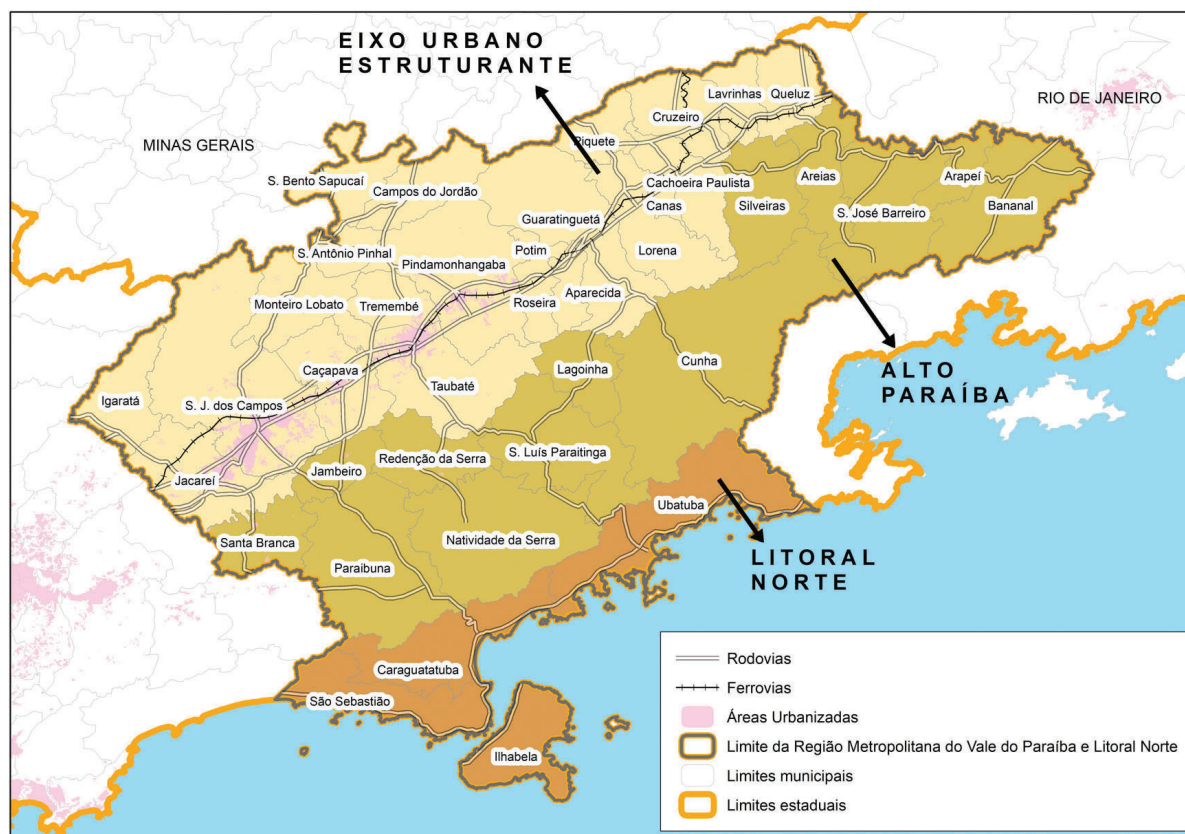 EIXO URBANO
ESTRUTURANTE
RIO DE JANEIRO
MINAS GERAIS
Lavrinhas
Queluz
Cruzeiro
Piquete
S. Bento Sapucaí
Campos do Jordão
Cachoeira Paulista
Areias
Arapeí
Canas
Silveiras
S. José Barreiro
Bananal
Guaratinguetá
S. Antônio Pinhal
Potim
Lorena
Pindamonhangaba
Monteiro Lobato
Tremembé
Roseira
Aparecida
Caçapava
Taubaté
Lagoinha
Cunha
ALTO
PARAÍBA
Igaratá
S. J. dos Campos
Jacareí
Jambeiro
Redenção da Serra
S. Luís Paraitinga
Ubatuba
Santa Branca
Natividade da Serra
Paraibuna
LITORAL
NORTE
Caraguatatuba
São Sebastião
Ilhabela
Rodovias
Ferrovias
Áreas Urbanizadas
Limite da Região Metropolitana do Vale do Paraíba e Litoral Norte
Limites municipais
Limites estaduais